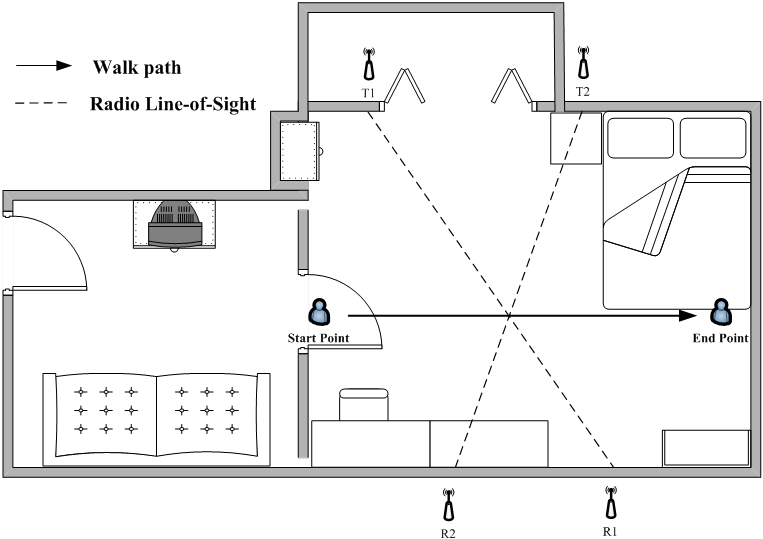 Walk path
Radio Line-of-Sight
T1
T2
Start Point
End Point
R2
R1